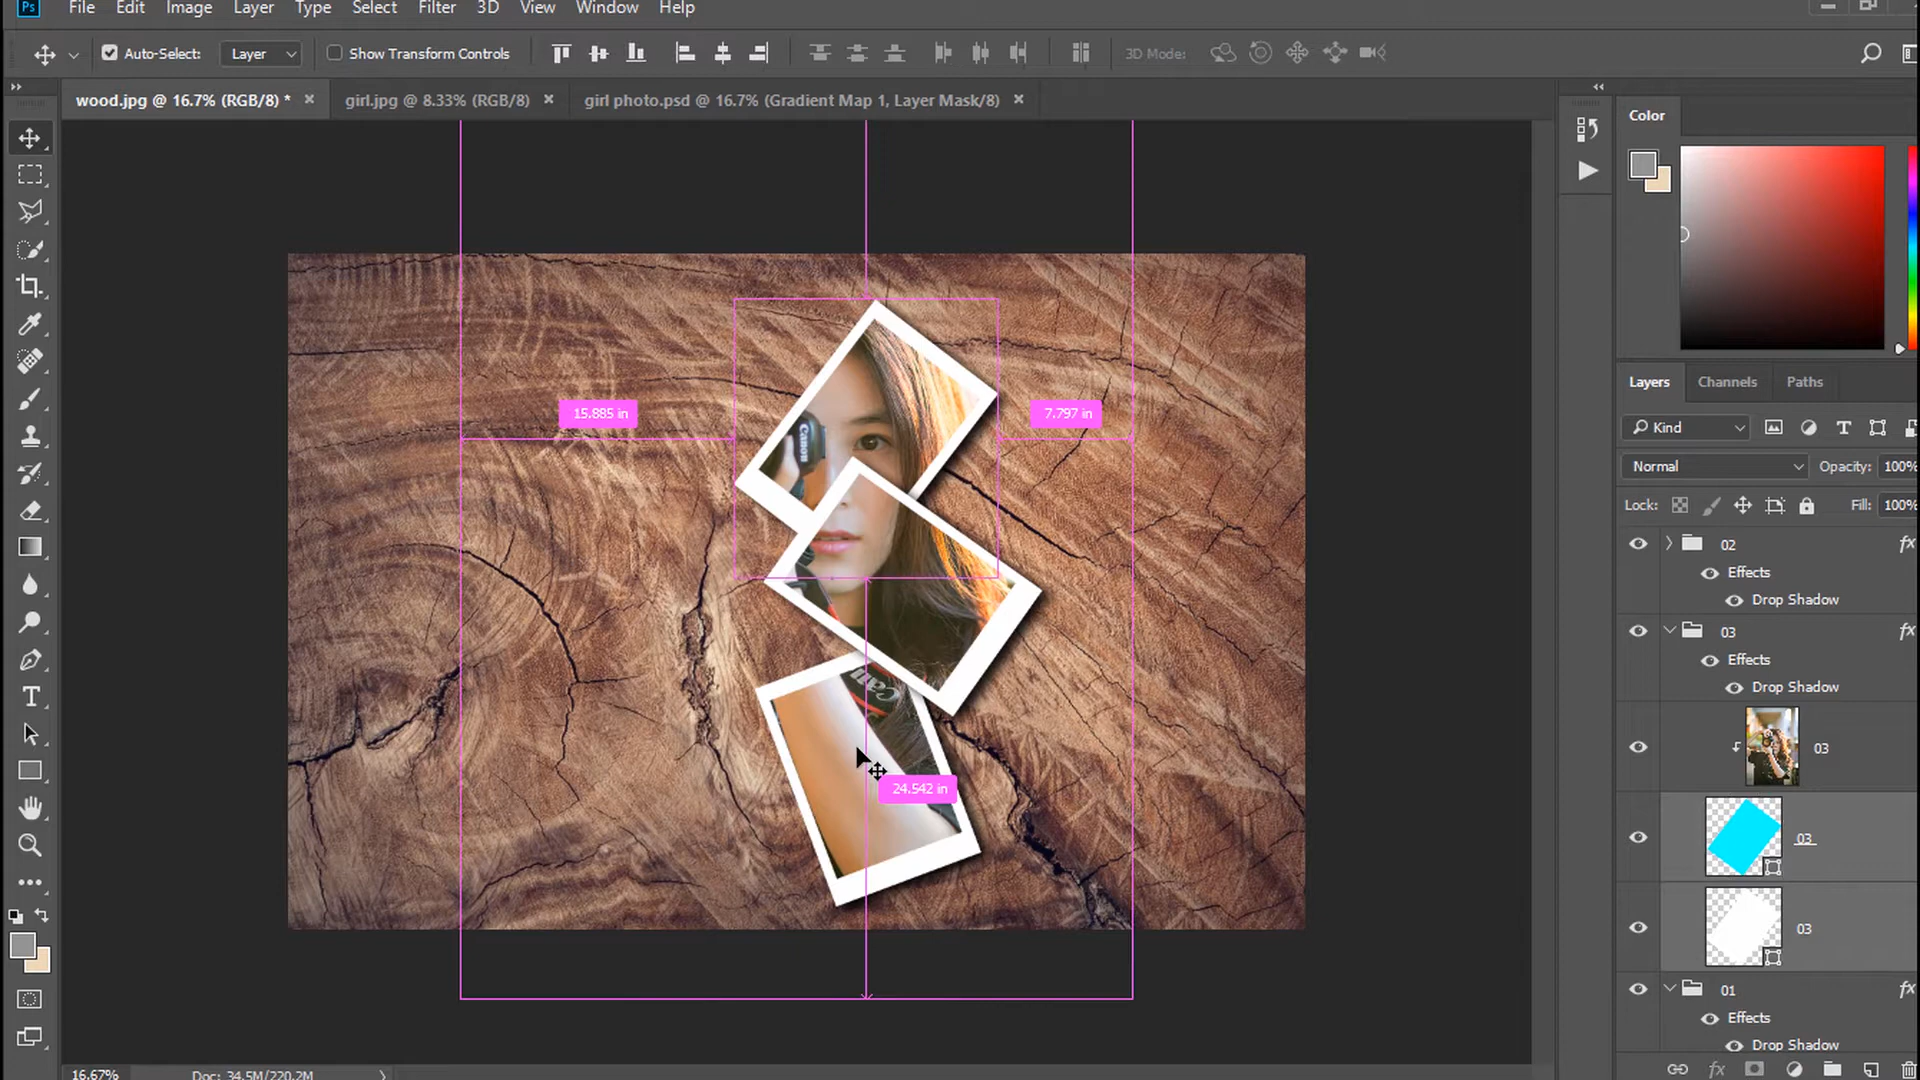 Ps File Edit Image Layer Type Select Filter 3D View Window Help
Auto-Select: Layer Show Transform Controls 3D Mode:
wood.jpg @ 16.7% (RGB/8) * × girl.jpg @ 8.33% (RGB/8) × girl photo.psd @ 16.7% (Gradient Map 1, Layer Mask/8) ×
Color
Layers Channels Paths
Kind
Normal Opacity: 100%
Lock: Fill: 100%
02 fx
Effects
Drop Shadow
03 fx
Effects
Drop Shadow
03
03
03
01 fx
Effects
Drop Shadow
fx
15.885 in
7.797 in
Canon
24.542 in
T
16.67% Doc: 34.5M/220.2M